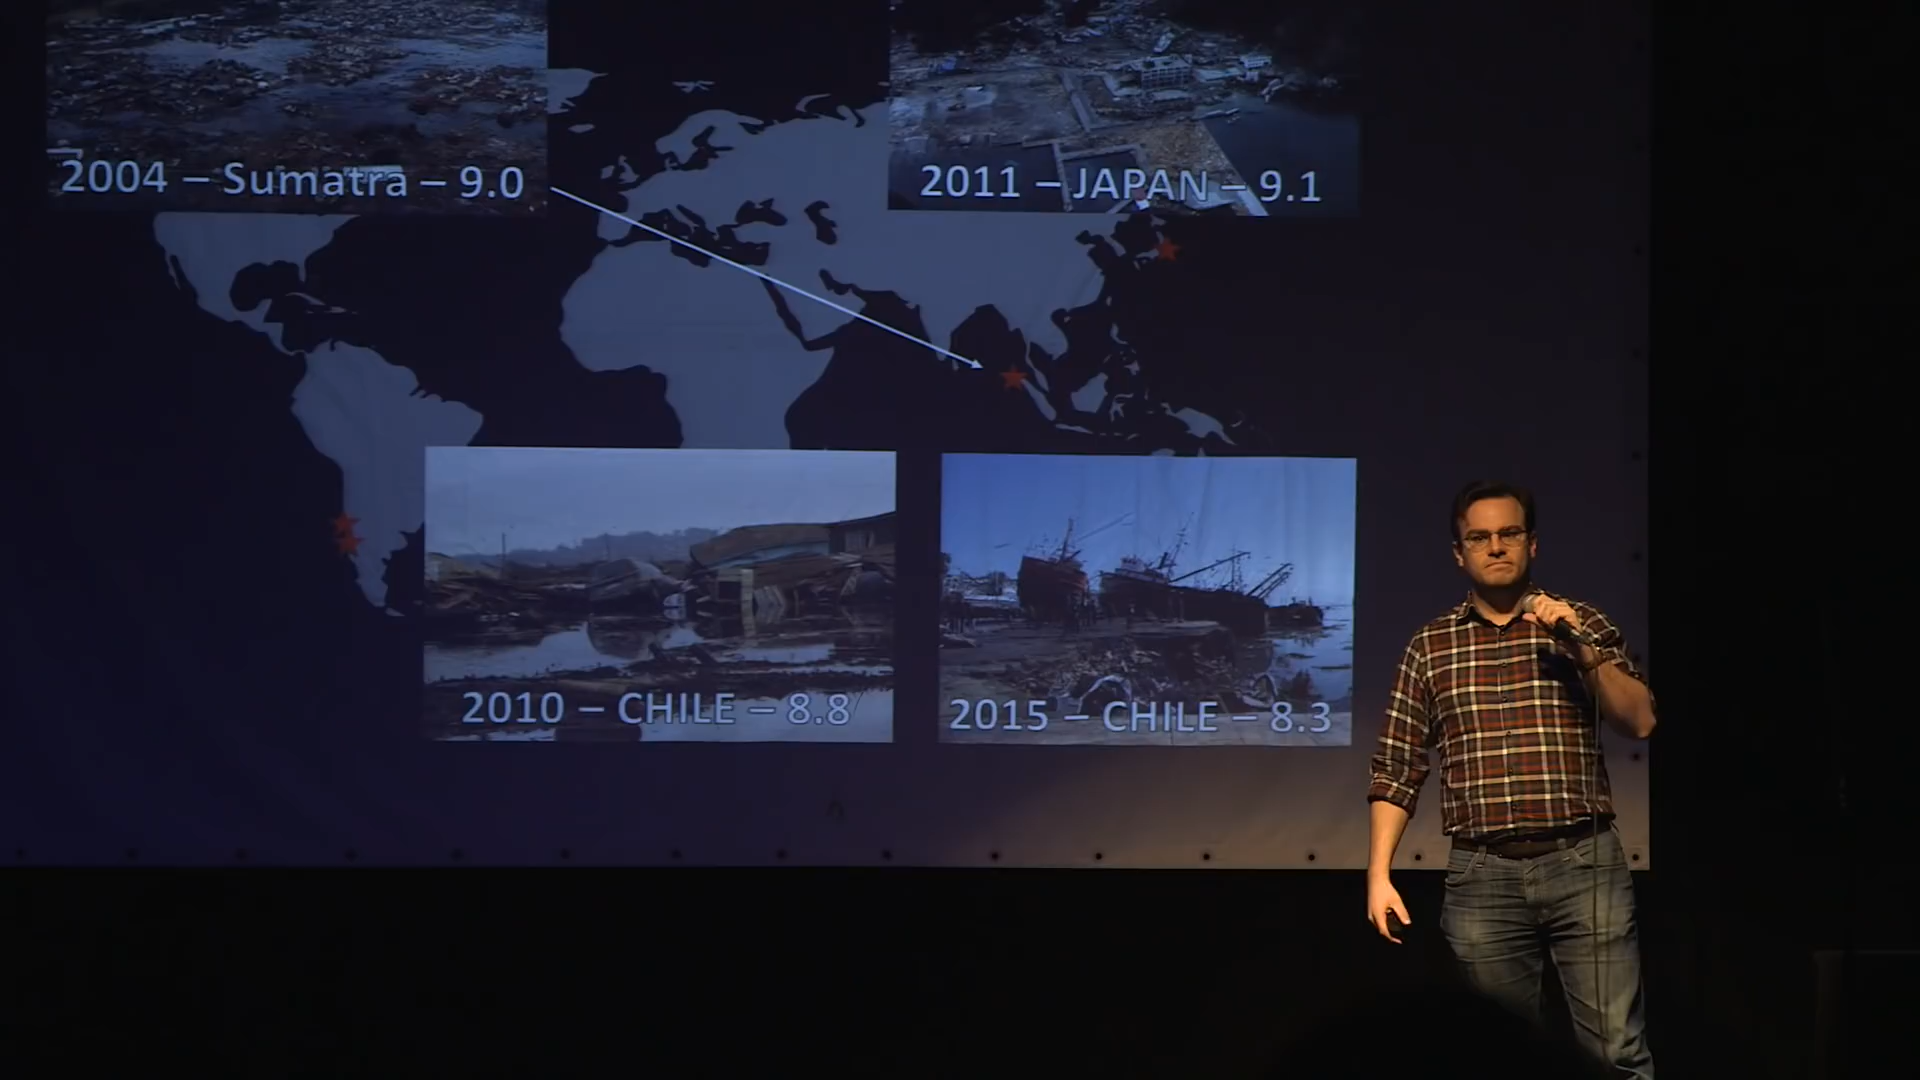 2004 – Sumatra – 9.0
2011 – JAPAN – 9.1
2010 – CHILE – 8.8
2015 – CHILE – 8.3